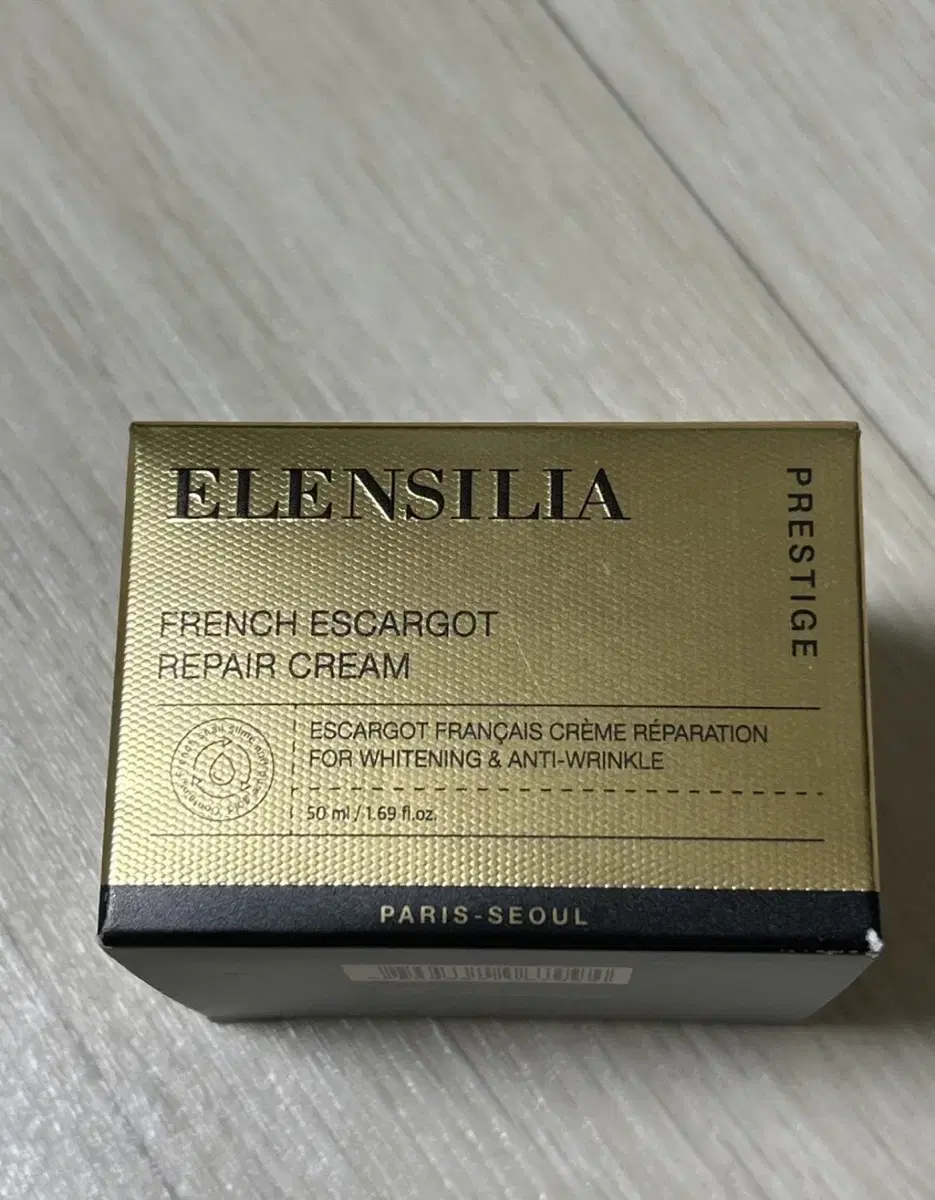 ELENSILIA
PRESTIGE
FRENCH ESCARGOT
REPAIR CREAM
ESCARGOT FRANÇAIS CRÈME RÉPARATION
FOR WHITENING & ANTI-WRINKLE
50 ml / 1.69 fl.oz.
PARIS-SEOUL